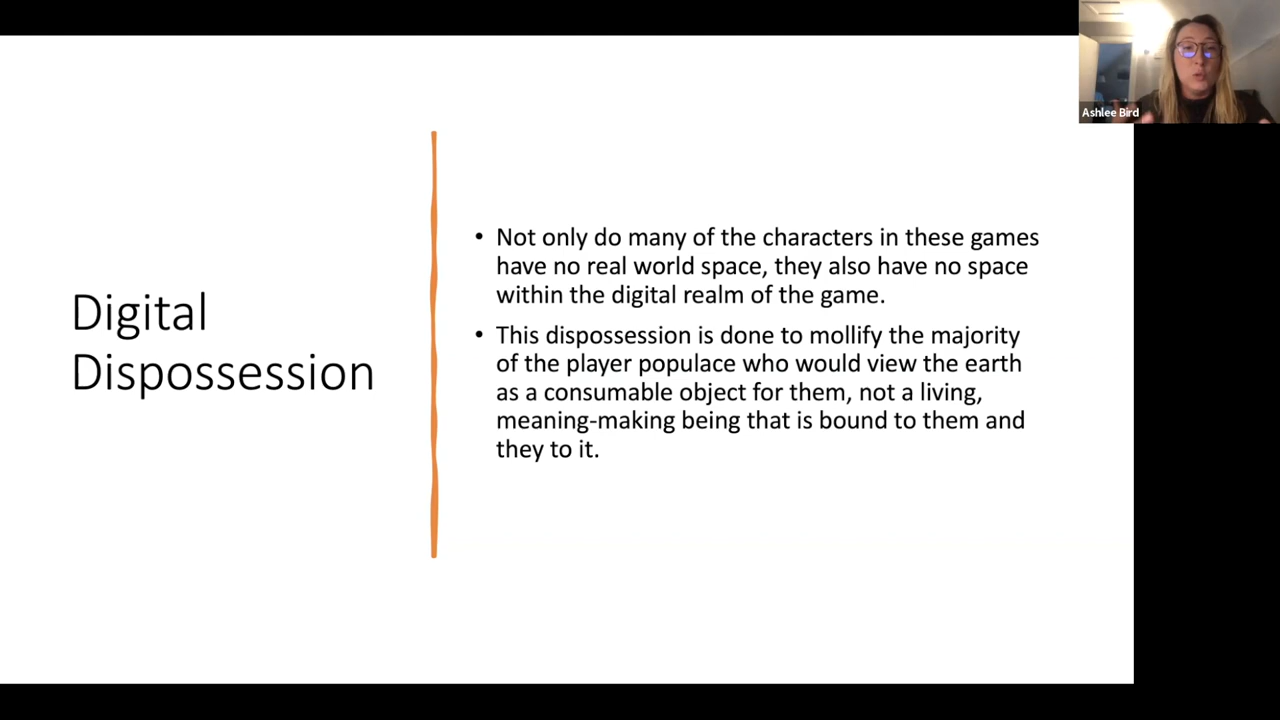 Ashlee Bird
Digital
Dispossession
• Not only do many of the characters in these games
have no real world space, they also have no space
within the digital realm of the game.
• This dispossession is done to mollify the majority
of the player populace who would view the earth
as a consumable object for them, not a living,
meaning-making being that is bound to them and
they to it.